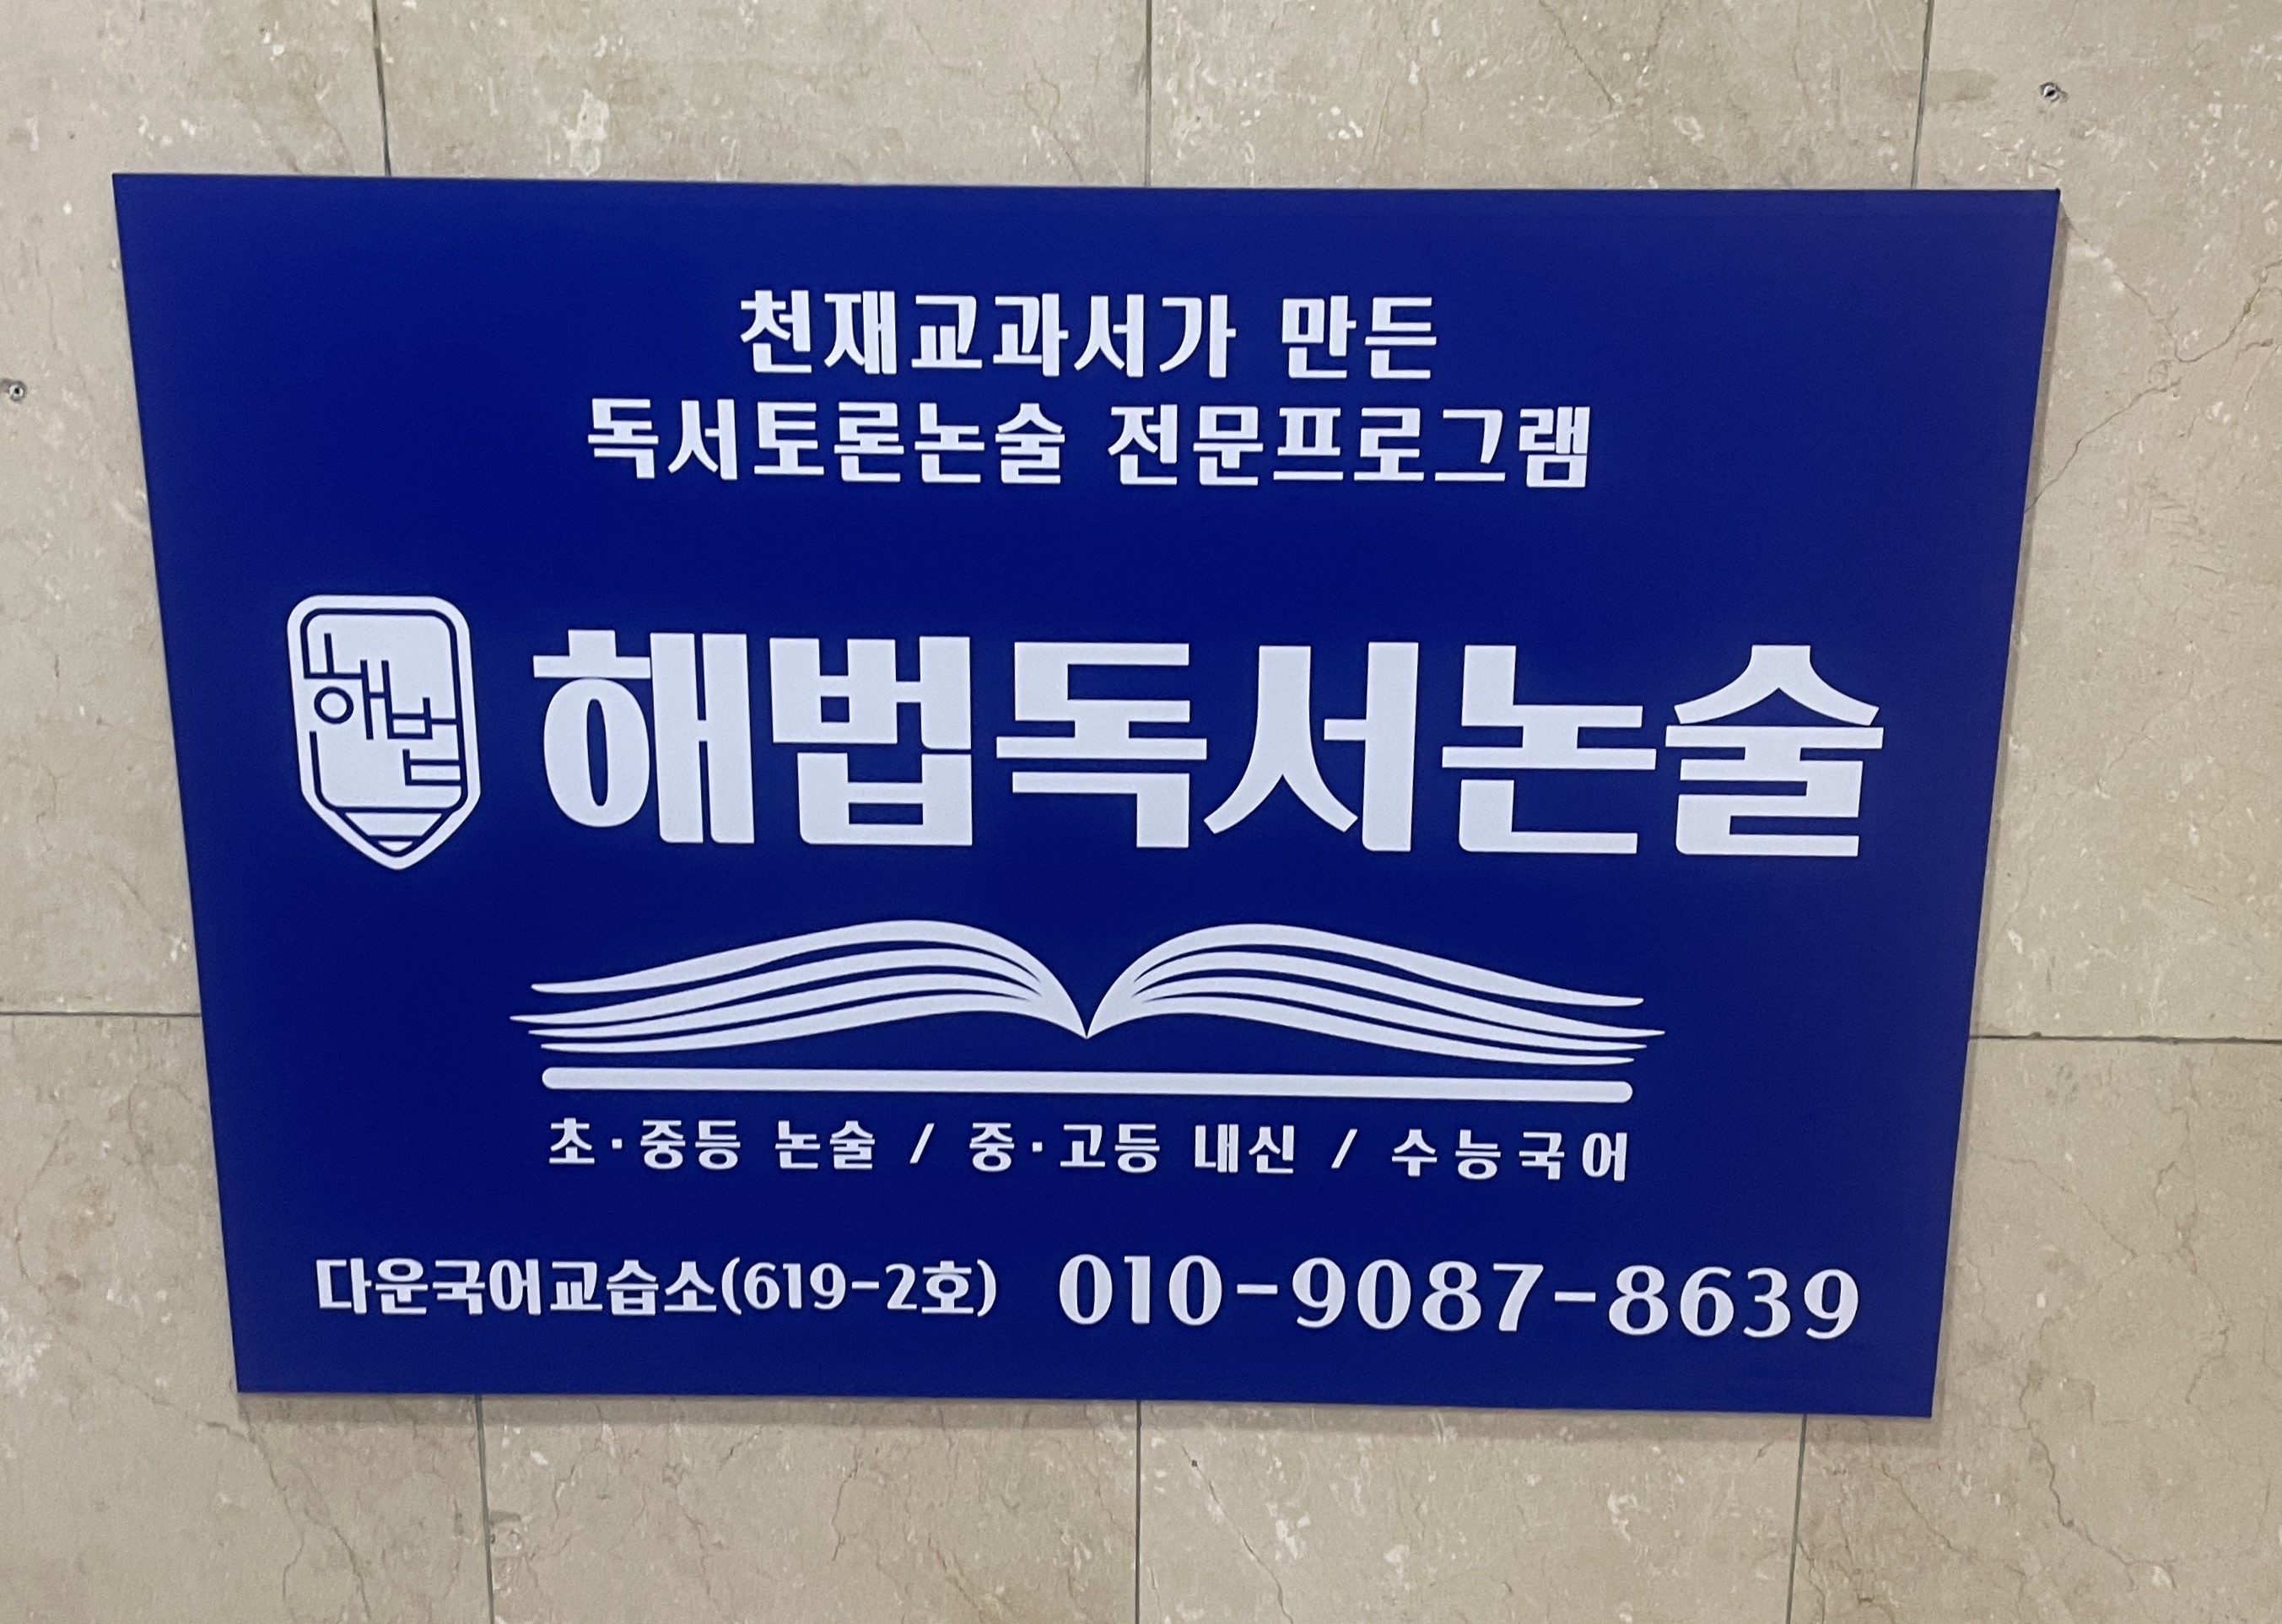 천재교과서가 만든
독서토론논술 전문프로그램
해법
해법독서논술
초·중등 논술 / 중·고등 내신 / 수능국어
다운국어교습소(619-2호) 010-9087-8639